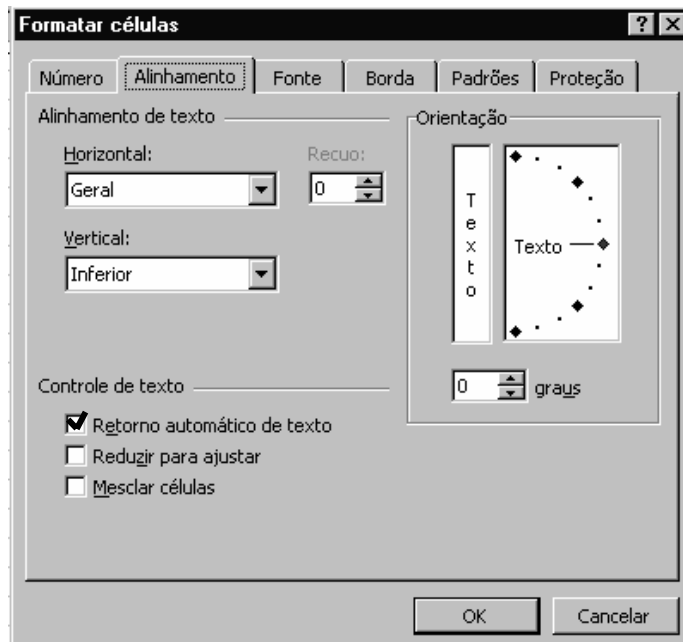 Formatar células
Número Alinhamento Fonte Borda Padrões Proteção
Alinhamento de texto
Horizontal: Recuo:
Geral 0
Vertical:
Inferior
Orientação
Texto
Texto
0 graus
Controle de texto
Retorno automático de texto
Reduzir para ajustar
Mesclar células
OK Cancelar